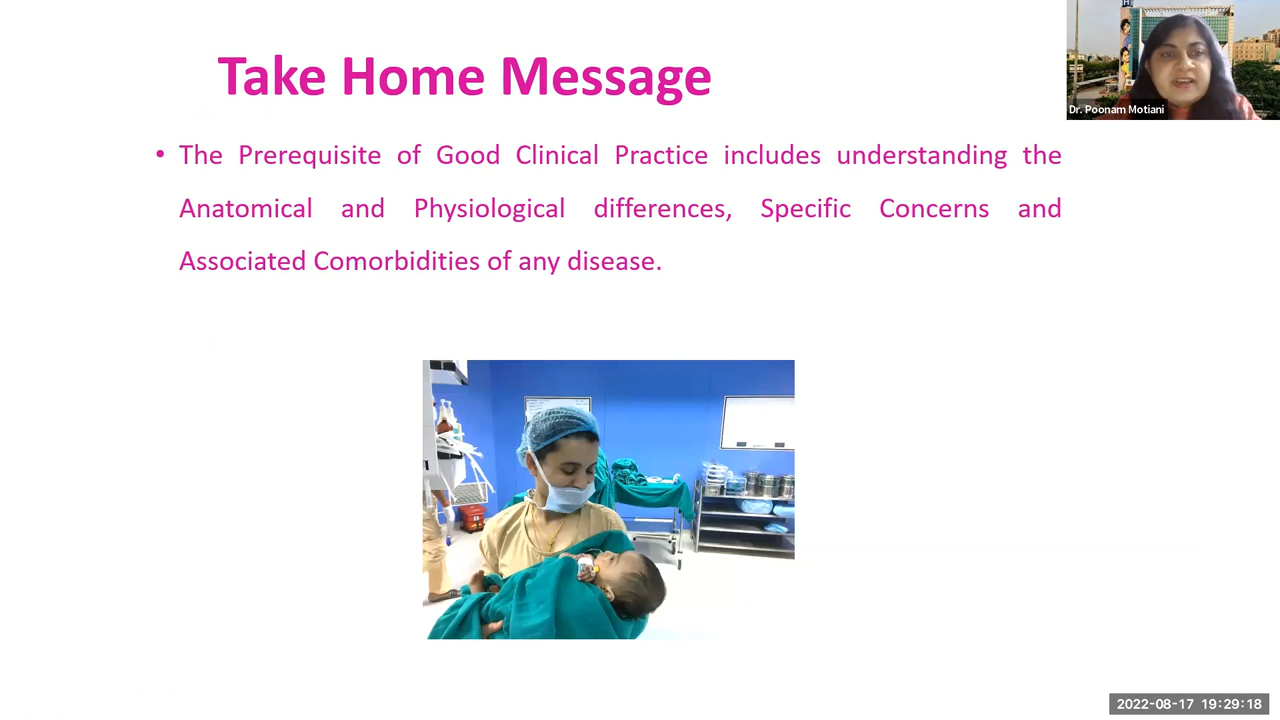 Take Home Message
• The Prerequisite of Good Clinical Practice includes understanding the
Anatomical and Physiological differences, Specific Concerns and
Associated Comorbidities of any disease.
Dr. Poonam Motiani
2022-08-17 19:29:18